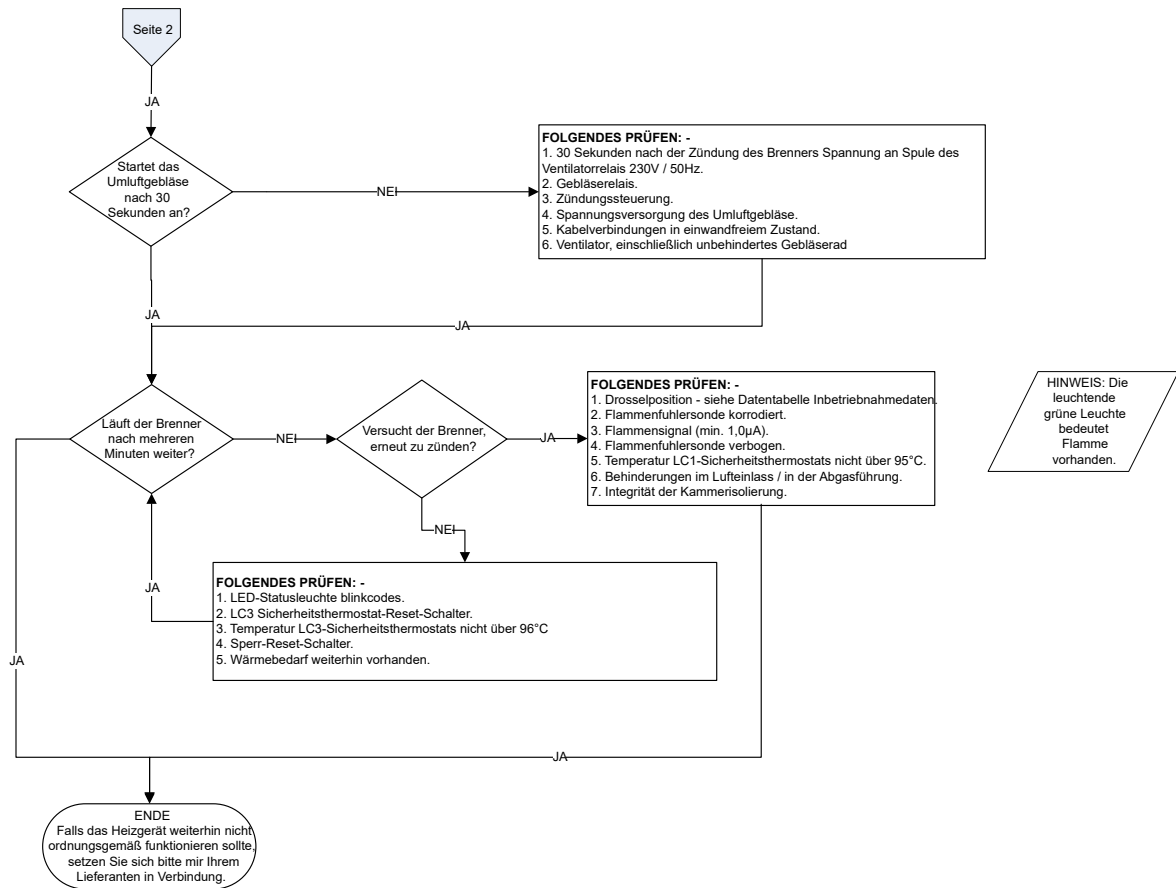 Seite 2
JA
Startet das
Umluftgebläse
nach 30
Sekunden an?
NEI
FOLGENDES PRÜFEN: -
1. 30 Sekunden nach der Zündung des Brenners Spannung an Spule des
Ventilatorrelais 230V / 50Hz.
2. Gebläserelais.
3. Zündungssteuerung.
4. Spannungsversorgung des Umluftgebläse.
5. Kabelverbindungen in einwandfreiem Zustand.
6. Ventilator, einschließlich unbehindertes Gebläserad
JA
JA
Läuft der Brenner
nach mehreren
Minuten weiter?
NEI
Versucht der Brenner,
erneut zu zünden?
JA
FOLGENDES PRÜFEN: -
1. Drosselposition - siehe Datentabelle Inbetriebnahmedaten.
2. Flammenfuhlersonde korrodiert.
3. Flammensignal (min. 1,0µA).
4. Flammenfuhlersonde verbogen.
5. Temperatur LC1-Sicherheitsthermostats nicht über 95°C.
6. Behinderungen im Lufteinlass / in der Abgasführung.
7. Integrität der Kammerisolierung.
HINWEIS: Die
leuchtende
grüne Leuchte
bedeutet
Flamme
vorhanden.
NEI
JA
FOLGENDES PRÜFEN: -
1. LED-Statusleuchte blinkcodes.
2. LC3 Sicherheitsthermostat-Reset-Schalter.
3. Temperatur LC3-Sicherheitsthermostats nicht über 96°C
4. Sperr-Reset-Schalter.
5. Wärmebedarf weiterhin vorhanden.
JA
JA
ENDE
Falls das Heizgerät weiterhin nicht
ordnungsgemäß funktionieren sollte,
setzen Sie sich bitte mir Ihrem
Lieferanten in Verbindung.